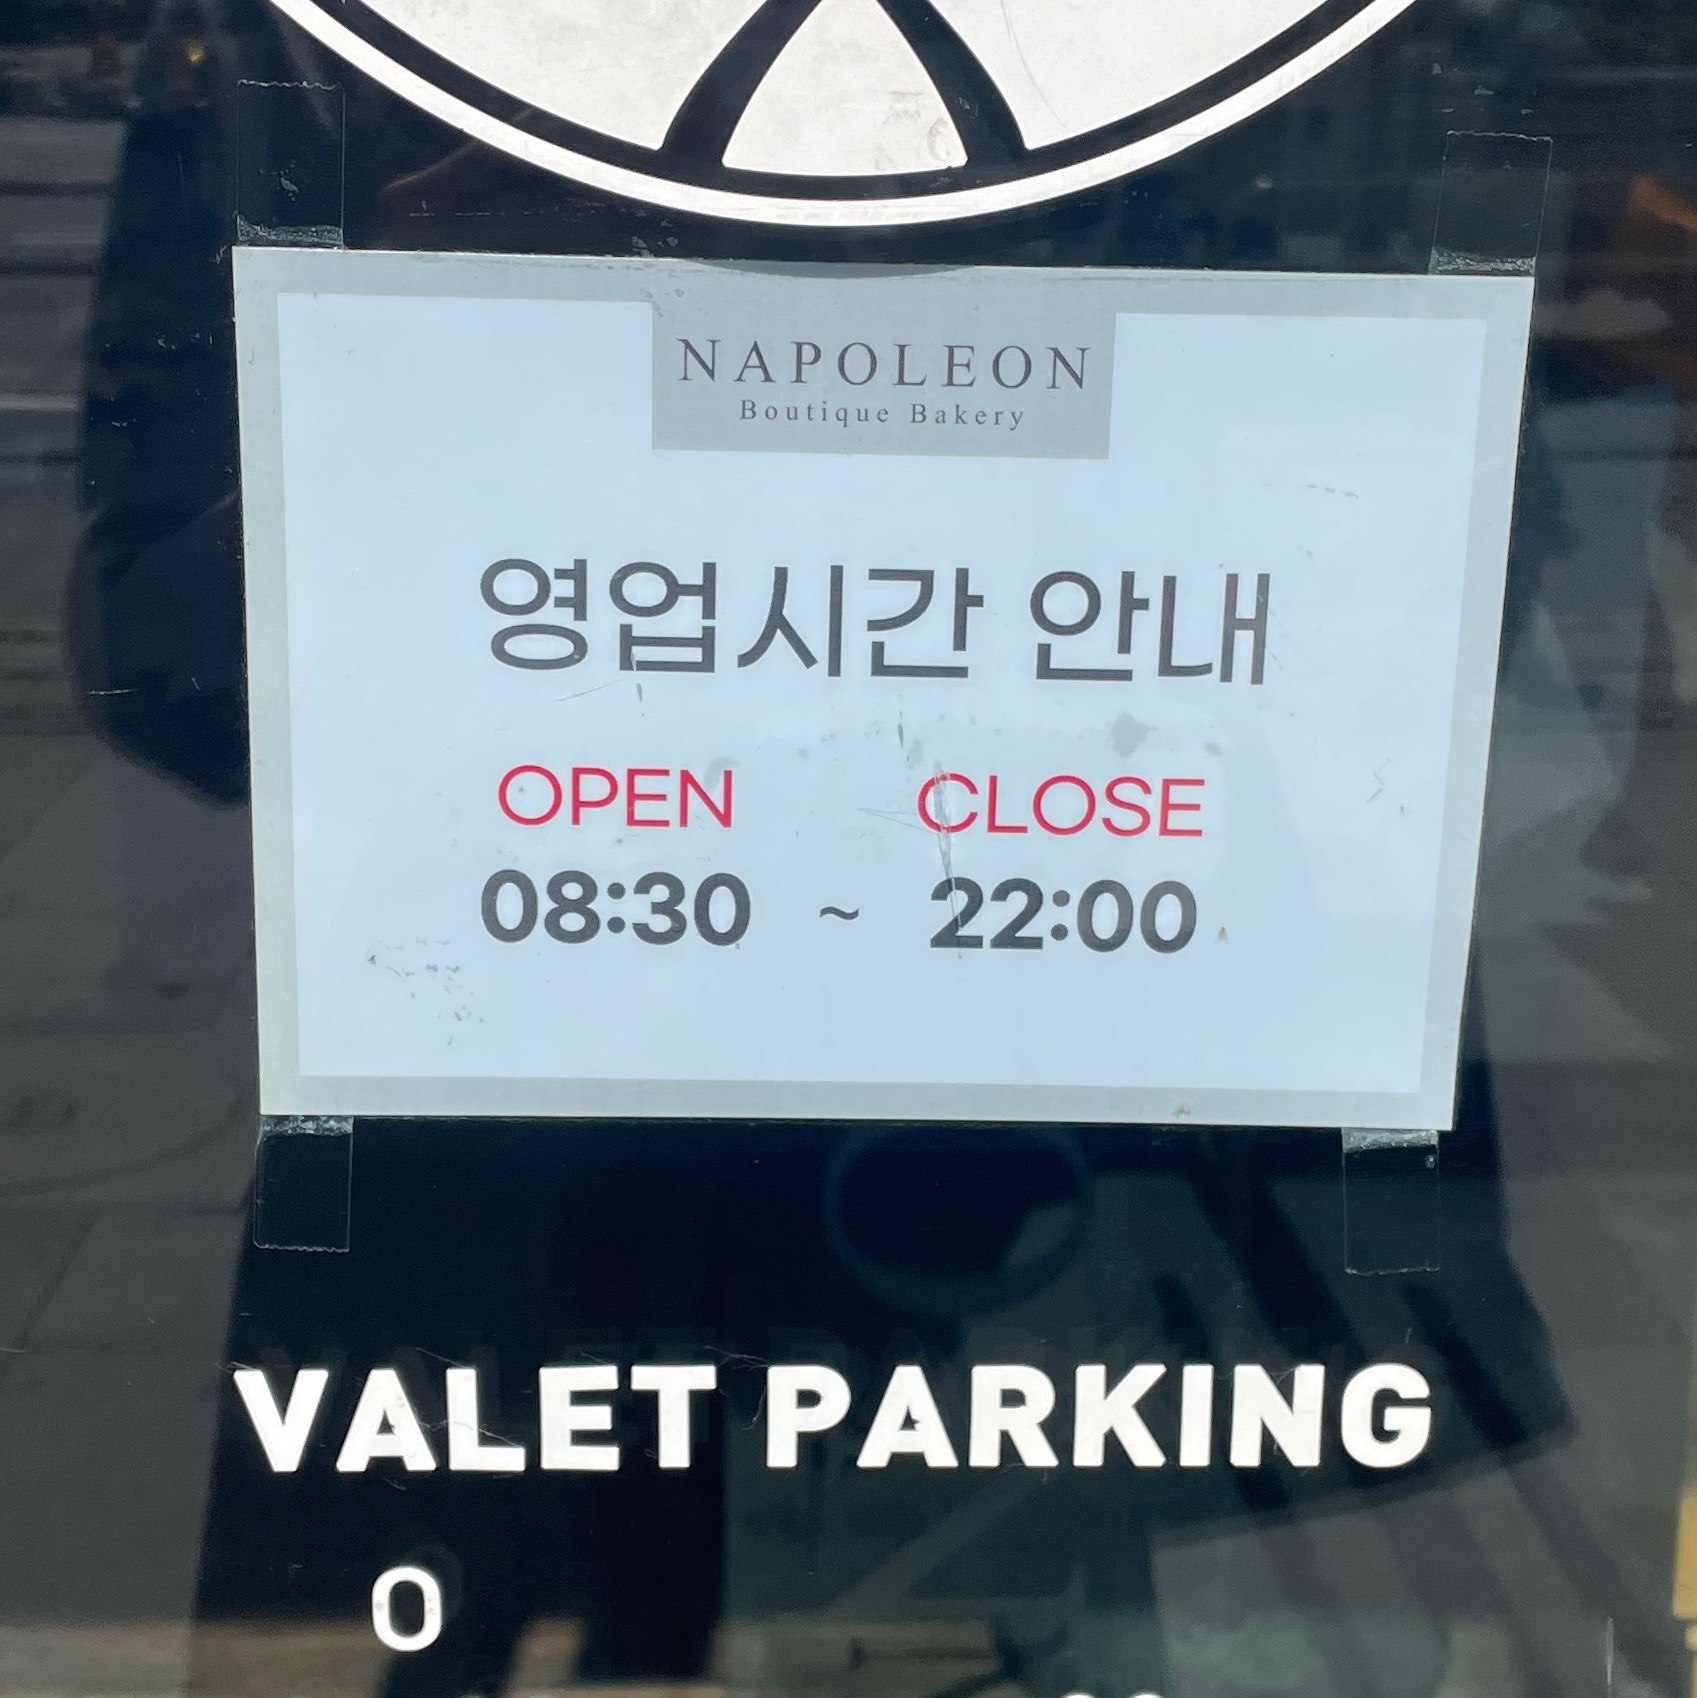 NAPOLEON
Boutique Bakery
영업시간 안내
OPEN CLOSE
08:30 ~ 22:00
VALET PARKING